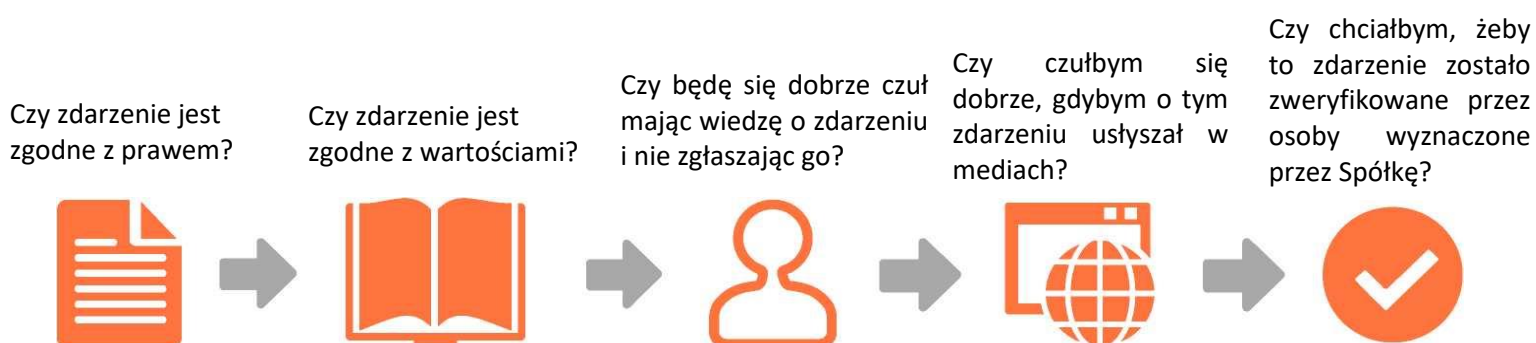 Czy zdarzenie jest
zgodne z prawem?
Czy zdarzenie jest
zgodne z wartościami?
Czy będę się dobrze czuł
mając wiedzę o zdarzeniu
i nie zgłaszając go?
Czy czułbym się
dobrze, gdybym o tym
zdarzeniu usłyszał w
mediach?
Czy chciałbym, żeby
to zdarzenie zostało
zweryfikowane przez
osoby wyznaczone
przez Spółkę?